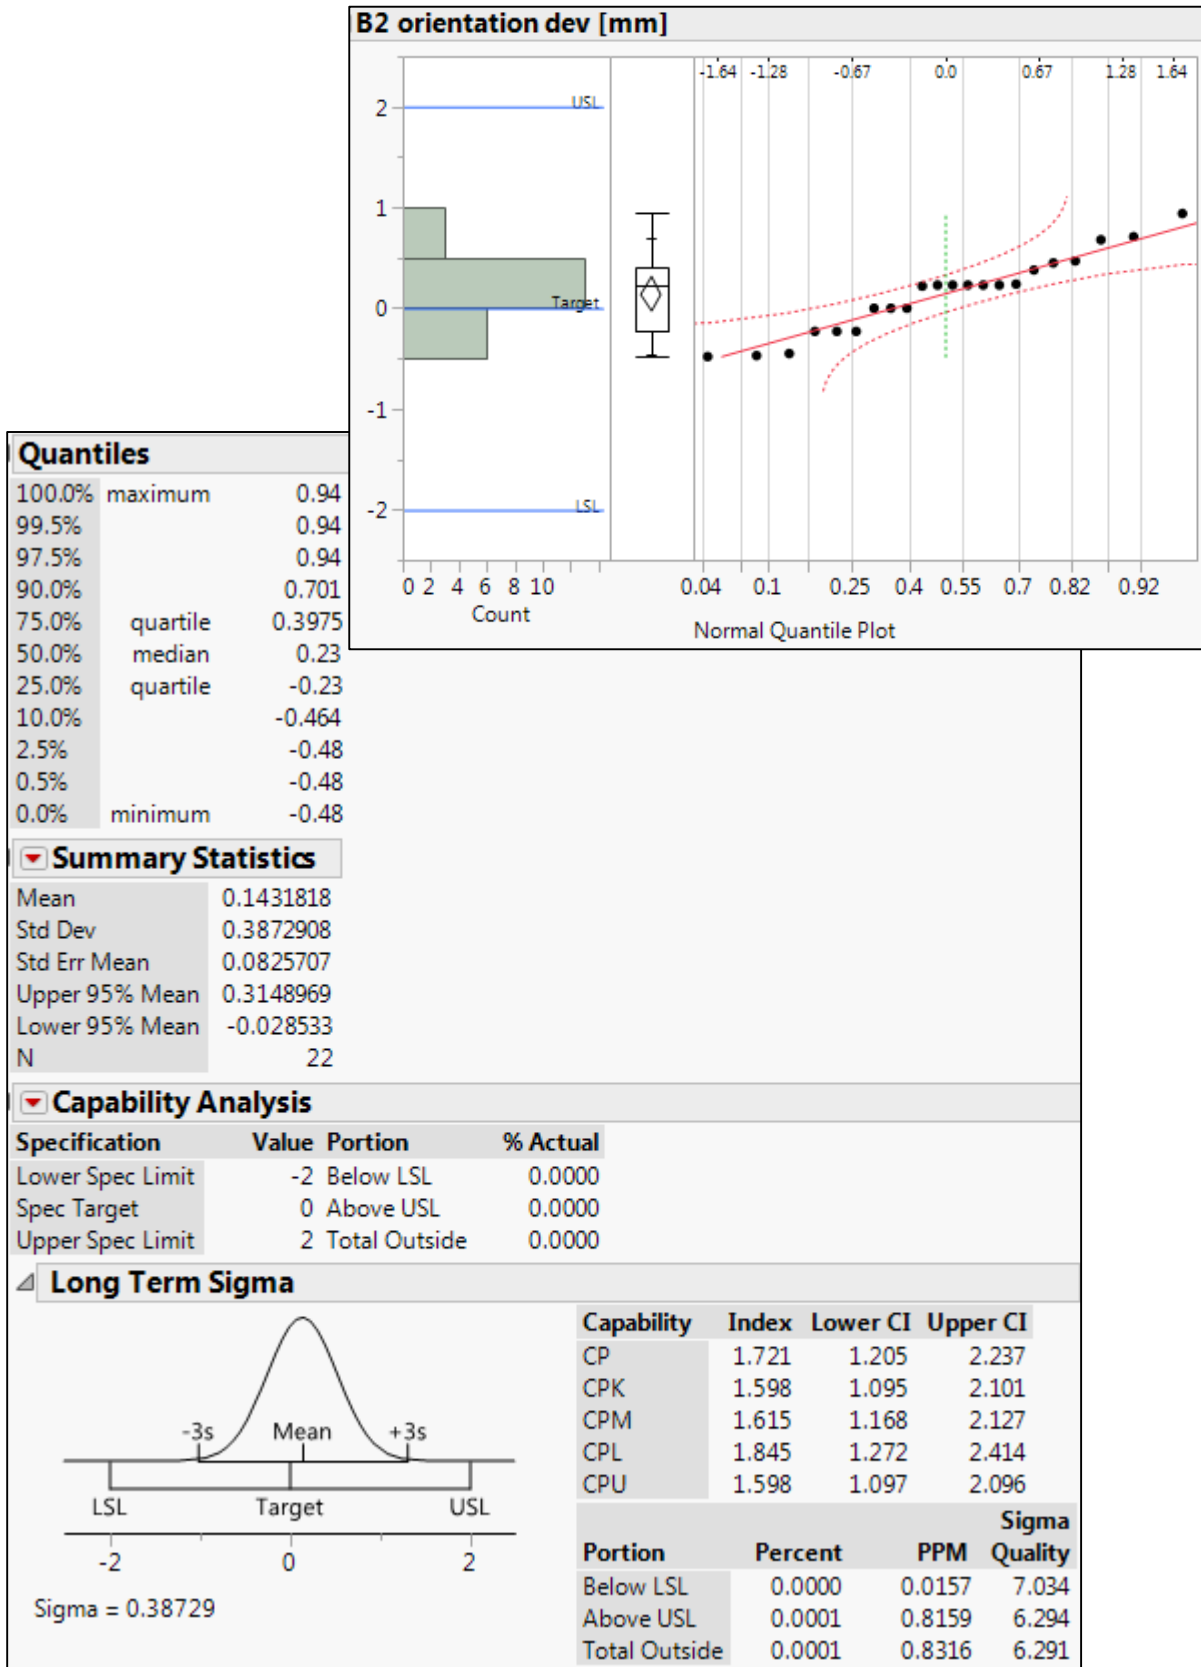 B2 orientation dev [mm]
-1.64 -1.28 -0.67 0.0 0.67 1.28 1.64
2
USL
1
0
Target
-1
-2
LSL
0 2 4 6 8 10
0.04 0.1 0.25 0.4 0.55 0.7 0.82 0.92
Count
Normal Quantile Plot
Quantiles
100.0% maximum 0.94
99.5% 0.94
97.5% 0.94
90.0% 0.701
75.0% quartile 0.3975
50.0% median 0.23
25.0% quartile -0.23
10.0% -0.464
2.5% -0.48
0.5% -0.48
0.0% minimum -0.48
Summary Statistics
Mean 0.1431818
Std Dev 0.3872908
Std Err Mean 0.0825707
Upper 95% Mean 0.3148969
Lower 95% Mean -0.028533
N 22
Capability Analysis
Specification Value Portion % Actual
Lower Spec Limit -2 Below LSL 0.0000
Spec Target 0 Above USL 0.0000
Upper Spec Limit 2 Total Outside 0.0000
Long Term Sigma
-3s Mean +3s
LSL Target USL
-2 0 2
Sigma = 0.38729
Capability Index Lower CI Upper CI
CP 1.721 1.205 2.237
CPK 1.598 1.095 2.101
CPM 1.615 1.168 2.127
CPL 1.845 1.272 2.414
CPU 1.598 1.097 2.096
Sigma
Portion Percent PPM Quality
Below LSL 0.0000 0.0157 7.034
Above USL 0.0001 0.8159 6.294
Total Outside 0.0001 0.8316 6.291